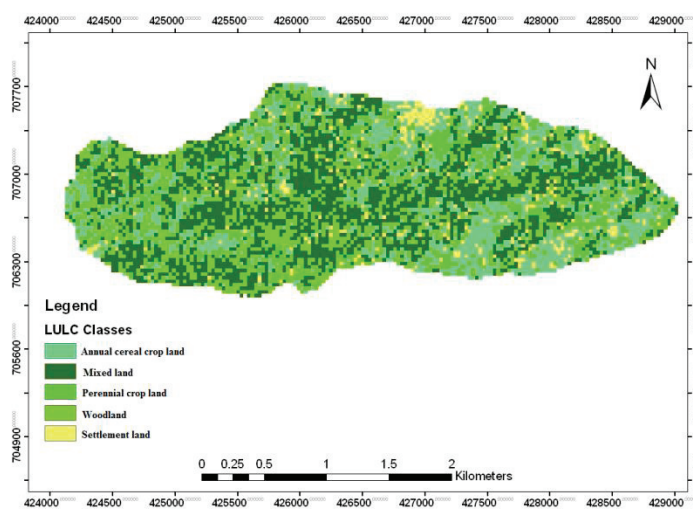 424000 424500 425000 425500 426000 426500 427000 427500 428000 428500 429000
N
707700
707000
706300
705600
704900
Legend
LULC Classes
Annual cereal crop land
Mixed land
Perennial crop land
Woodland
Settlement land
0 0.25 0.5 1 1.5 2
Kilometers
424000 424500 425000 425500 426000 426500 427000 427500 428000 428500 429000